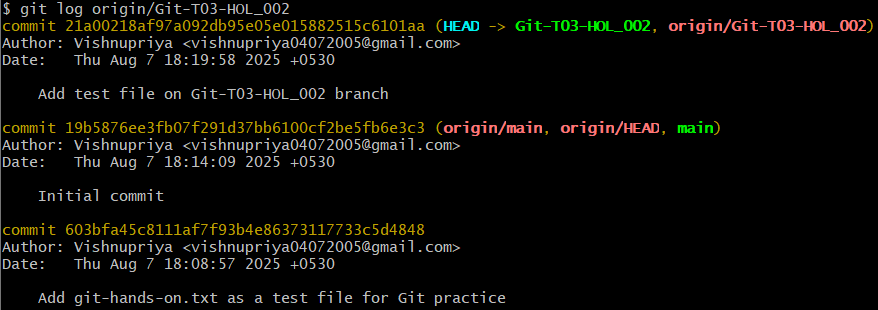 $ git log origin/Git-T03-HOL_002
commit 21a00218af97a092db95e05e015882515c6101aa (HEAD -> Git-T03-HOL_002, origin/Git-T03-HOL_002)
Author: Vishnupriya <vishnupriya04072005@gmail.com>
Date:   Thu Aug 7 18:19:58 2025 +0530
    Add test file on Git-T03-HOL_002 branch
commit 19b5876ee3fb07f291d37bb6100cf2be5fb6e3c3 (origin/main, origin/HEAD, main)
Author: Vishnupriya <vishnupriya04072005@gmail.com>
Date:   Thu Aug 7 18:14:09 2025 +0530
    Initial commit
commit 603bfa45c8111af7f93b4e86373117733c5d4848
Author: Vishnupriya <vishnupriya04072005@gmail.com>
Date:   Thu Aug 7 18:08:57 2025 +0530
    Add git-hands-on.txt as a test file for Git practice